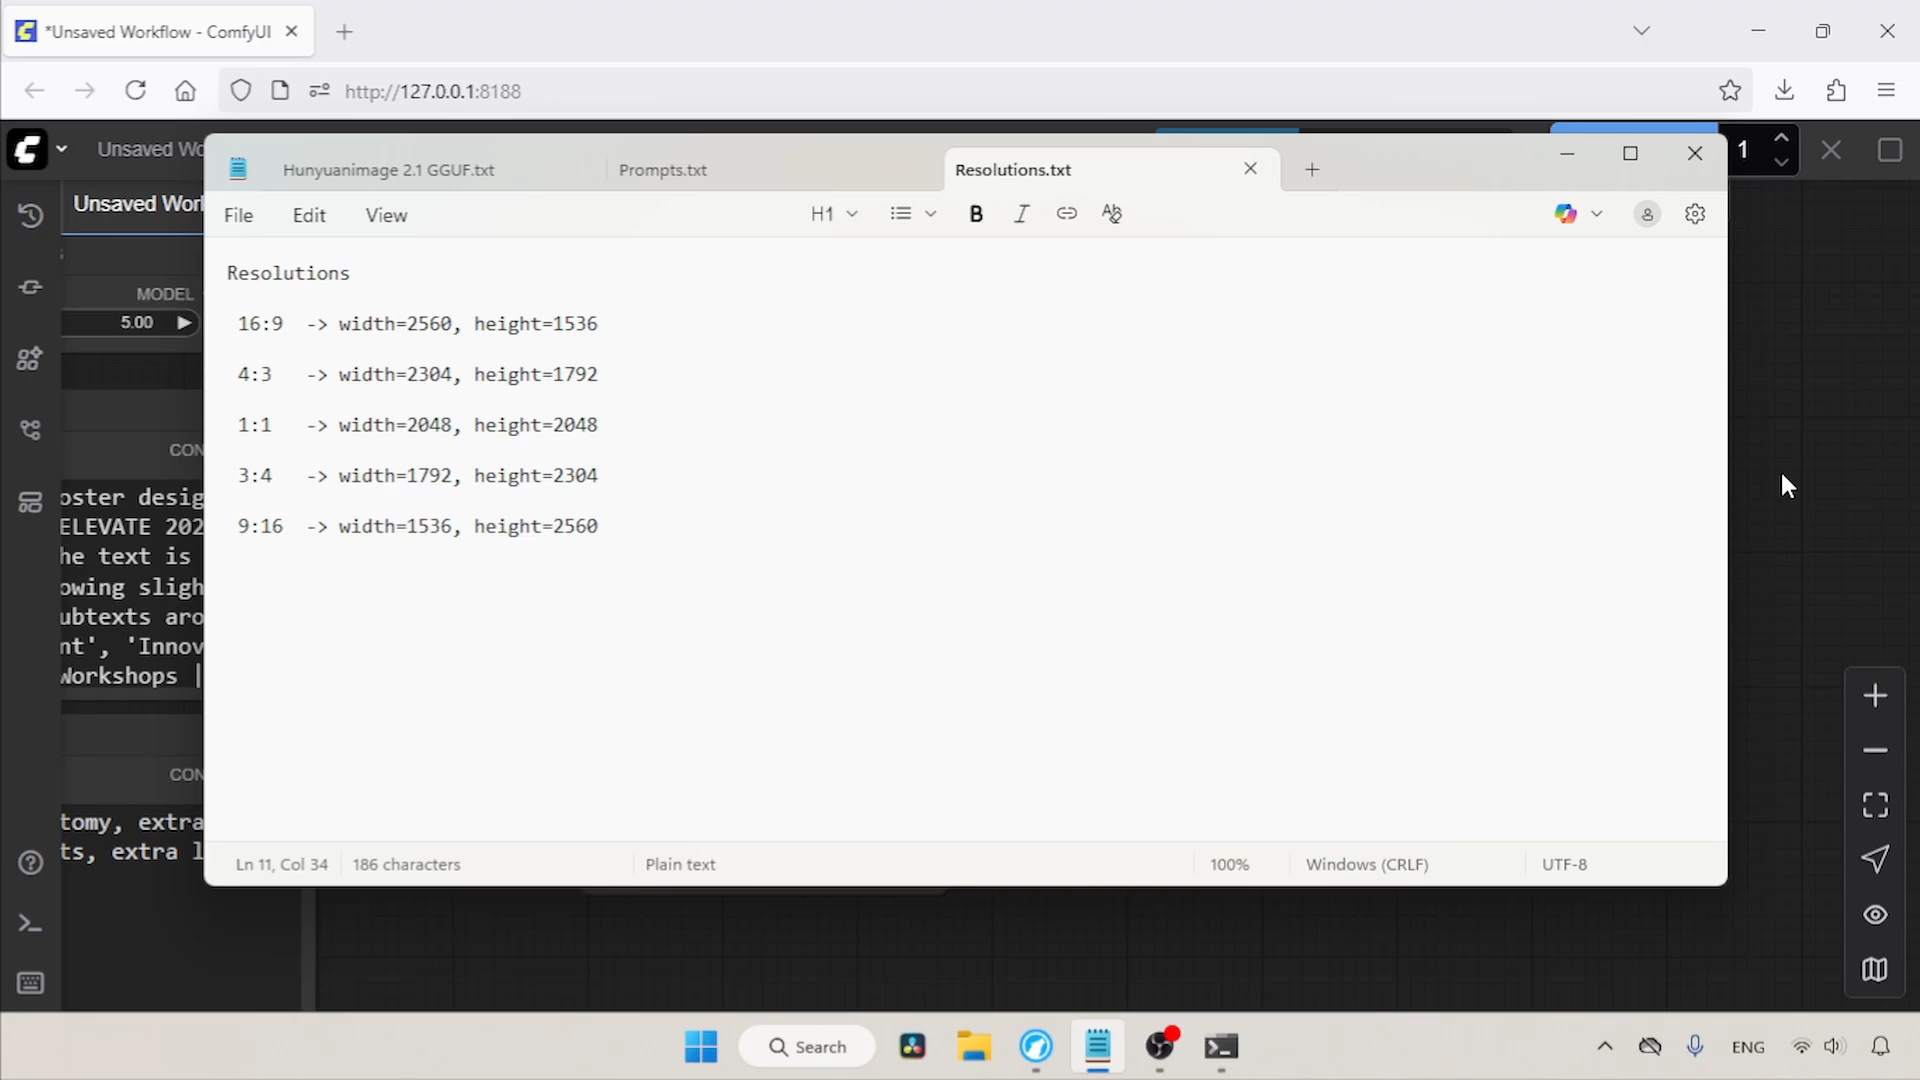 *Unsaved Workflow - ComfyUI
http://127.0.0.1:8188
Unsaved Wo
1
Hunyuanimage 2.1 GGUF.txt
Prompts.txt
Resolutions.txt
File
Edit
View
H1
Unsaved Worl
MODEL
5.00
CON
oster desig
ELEVATE 202
he text is
owing sligh
ubtexts aro
nt', 'Innov
Workshops |
CON
tomy, extra
ts, extra l
Resolutions
16:9 -> width=2560, height=1536
4:3 -> width=2304, height=1792
1:1 -> width=2048, height=2048
3:4 -> width=1792, height=2304
9:16 -> width=1536, height=2560
Ln 11, Col 34
186 characters
Plain text
100%
Windows (CRLF)
UTF-8
Search
ENG